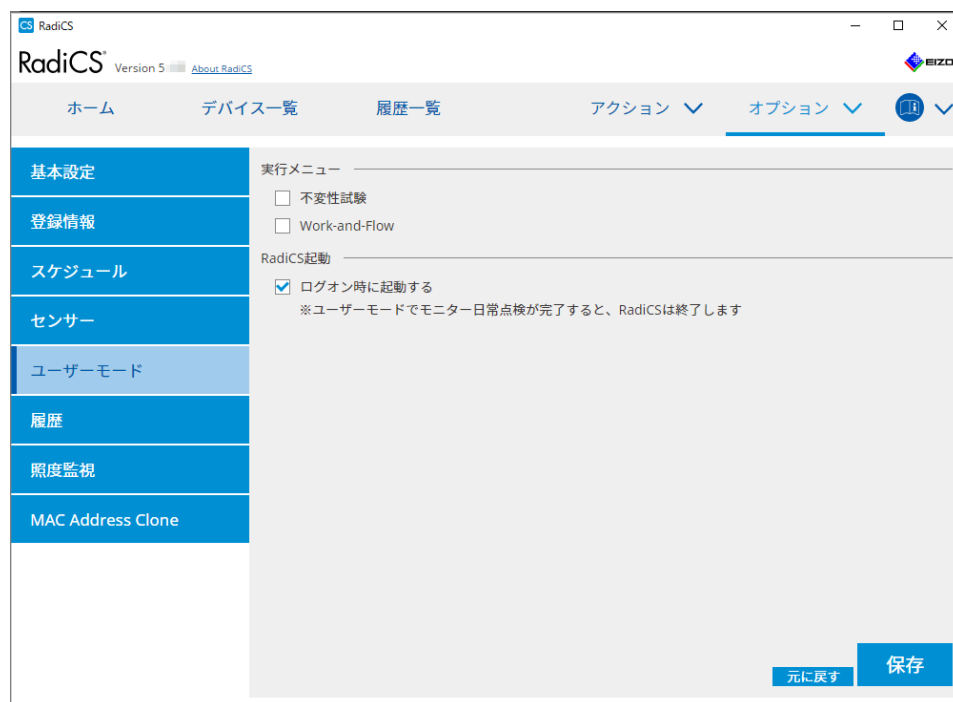 CS RadiCS
RadiCS® Version 5 About RadiCS EIZO
ホーム デバイス一覧 履歴一覧 アクション オプション
基本設定
登録情報
スケジュール
センサー
ユーザーモード
履歴
照度監視
MAC Address Clone
実行メニュー
不変性試験
Work-and-Flow
RadiCS起動
ログオン時に起動する
※ユーザーモードでモニター日常点検が完了すると、RadiCSは終了します
元に戻す 保存